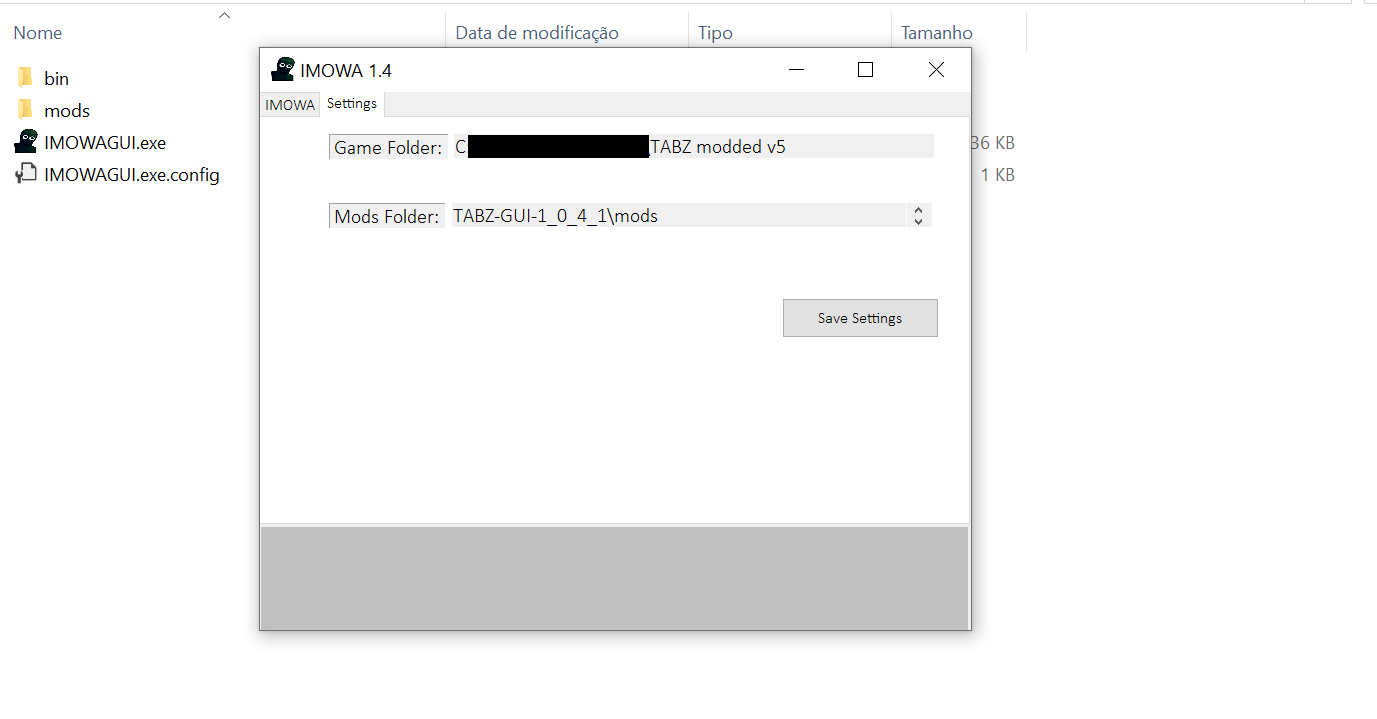 Nome Data de modificação Tipo Tamanho
bin
mods
IMOWAGUI.exe 36 KB
IMOWAGUI.exe.config 1 KB
IMOWA 1.4
IMOWA Settings
Game Folder: C TABZ modded v5
Mods Folder: TABZ-GUI-1_0_4_1\mods
Save Settings